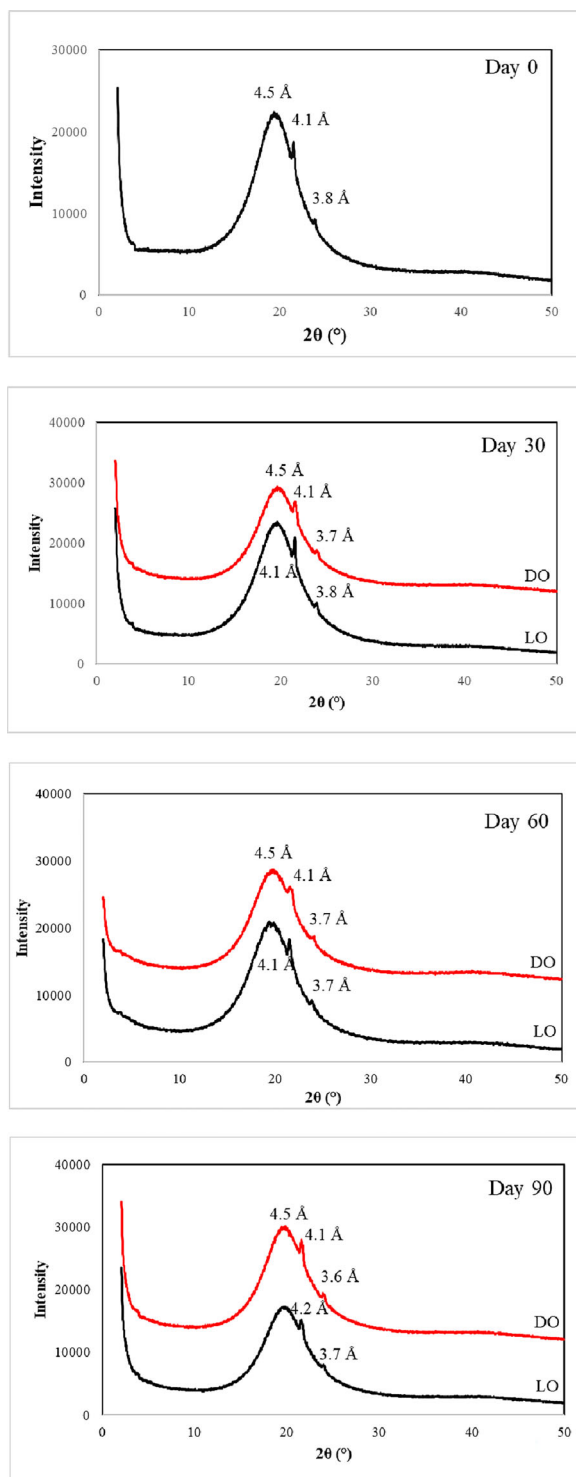 Day 0
30000
4.5 Å
4.1 Å
20000
3.8 Å
10000
0
Intensity
0 10 20 30 40 50
2θ (°)
Day 30
40000
4.5 Å
30000
4.1 Å
3.7 Å
20000
4.1 Å
3.8 Å
DO
10000
LO
0
Intensity
0 10 20 30 40 50
2θ (°)
Day 60
40000
4.5 Å
30000
4.1 Å
3.7 Å
20000
4.1 Å
3.7 Å
DO
10000
LO
0
Intensity
0 10 20 30 40 50
2θ (°)
Day 90
40000
4.5 Å
4.1 Å
30000
3.6 Å
20000
4.2 Å
3.7 Å
DO
10000
LO
0
Intensity
0 10 20 30 40 50
2θ (°)